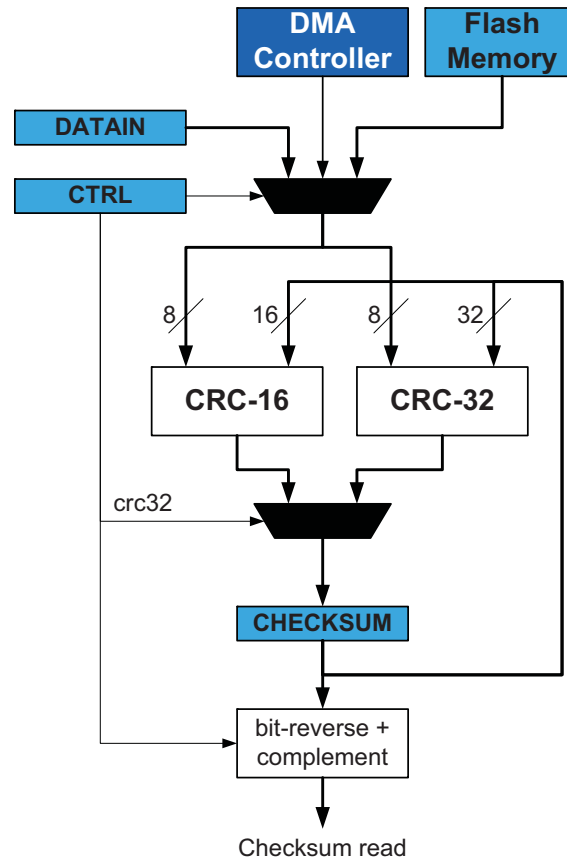 DMA
Controller
Flash
Memory
DATAIN
CTRL
8
16
8
32
CRC-16
CRC-32
crc32
CHECKSUM
bit-reverse +
complement
Checksum read